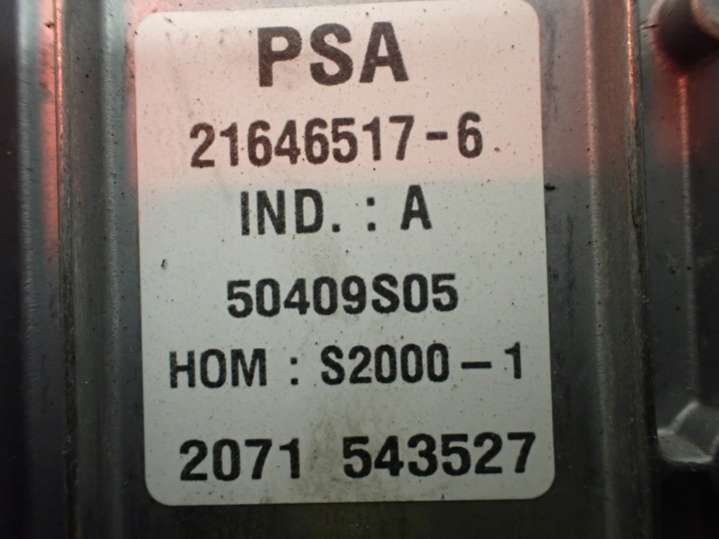 PSA
21646517-6
IND. : A
50409S05
HOM : S2000-1
2071 543527